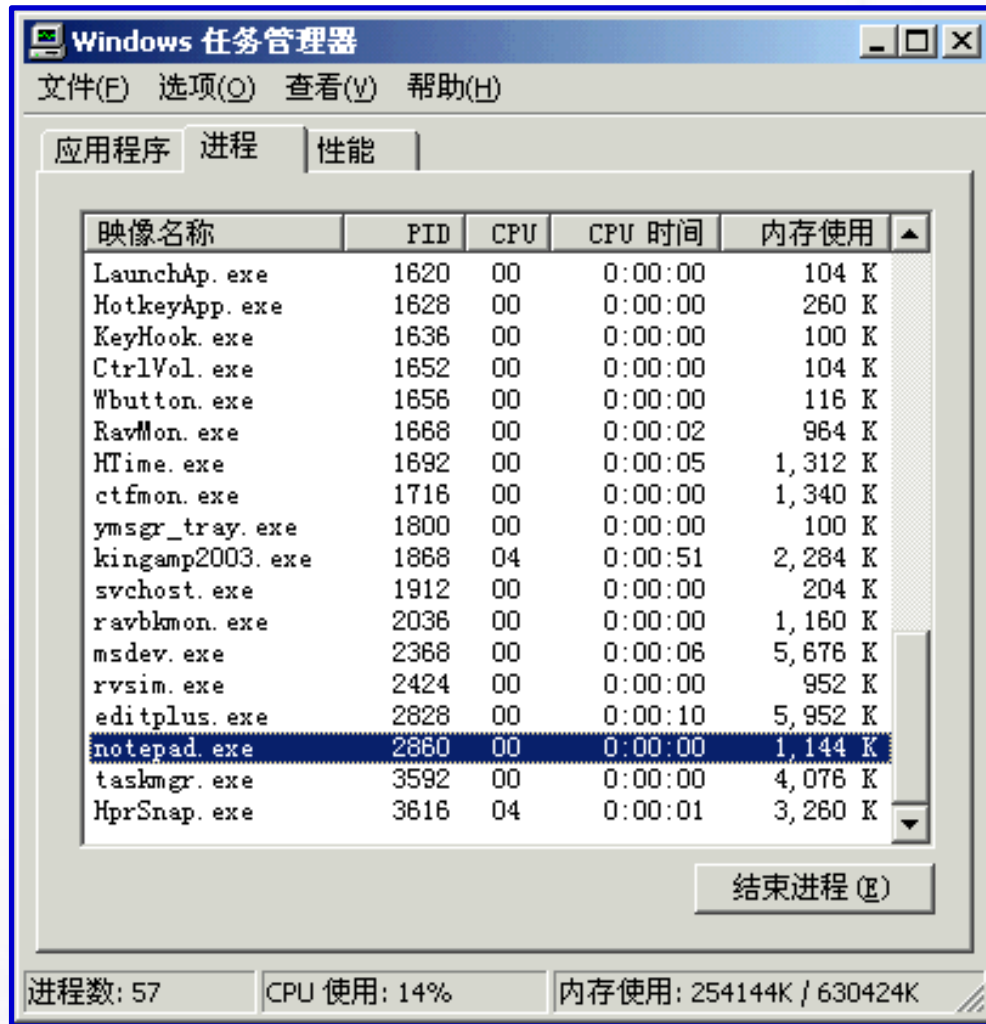 Windows 任务管理器
文件(F) 选项(O) 查看(V) 帮助(H)
应用程序 进程 性能
映像名称 PID CPU CPU 时间 内存使用
LaunchAp.exe 1620 00 0:00:00 104 K
HotkeyApp.exe 1628 00 0:00:00 260 K
KeyHook.exe 1636 00 0:00:00 100 K
CtrlVol.exe 1652 00 0:00:00 104 K
Wbutton.exe 1656 00 0:00:00 116 K
RavMon.exe 1668 00 0:00:02 964 K
HTime.exe 1692 00 0:00:05 1,312 K
ctfmon.exe 1716 00 0:00:00 1,340 K
ymsgr_tray.exe 1800 00 0:00:00 100 K
kingamp2003.exe 1868 04 0:00:51 2,284 K
svchost.exe 1912 00 0:00:00 204 K
ravbkmon.exe 2036 00 0:00:00 1,160 K
msdev.exe 2368 00 0:00:06 5,676 K
rvsim.exe 2424 00 0:00:00 952 K
editplus.exe 2828 00 0:00:10 5,952 K
notepad.exe 2860 00 0:00:00 1,144 K
taskmgr.exe 3592 00 0:00:00 4,076 K
HprSnap.exe 3616 04 0:00:01 3,260 K
结束进程(E)
进程数: 57 CPU 使用: 14% 内存使用: 254144K / 630424K